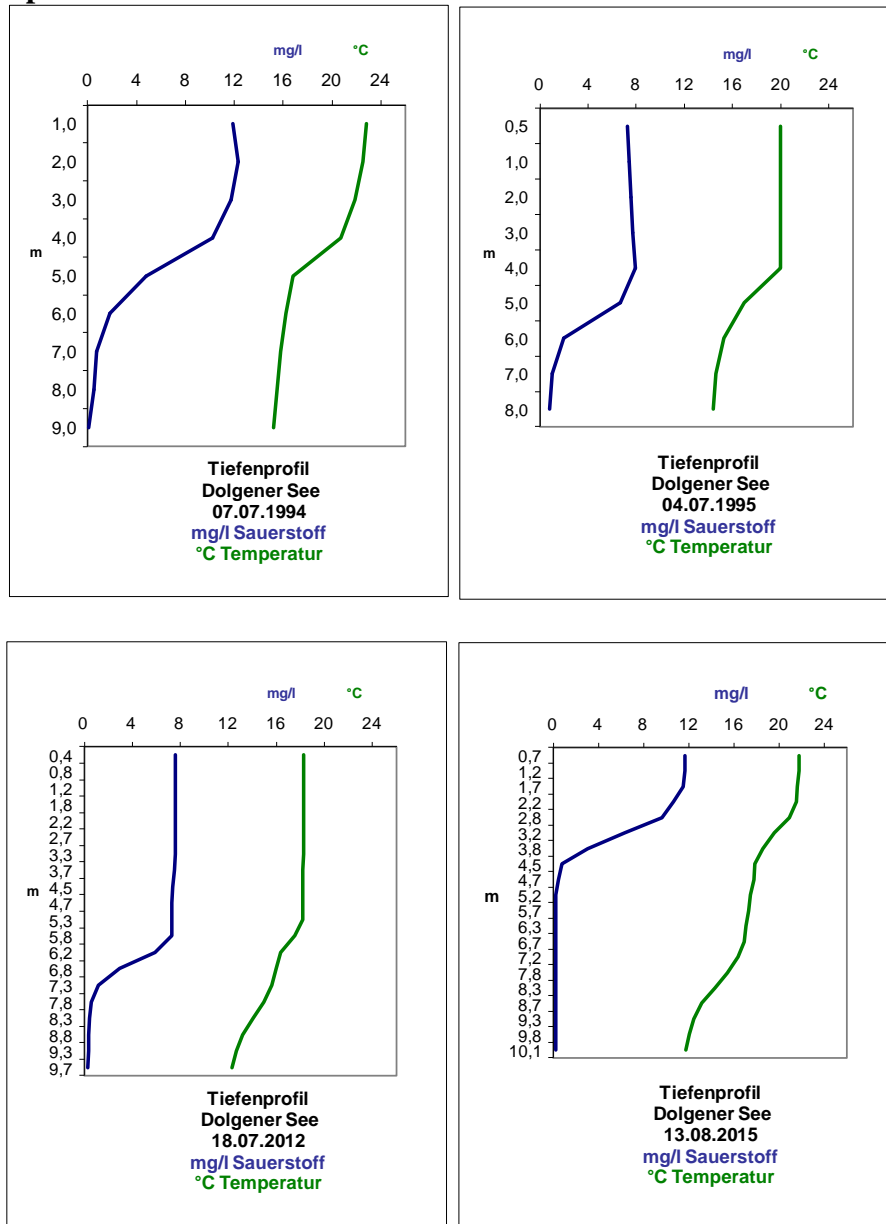 mg/l °C
0 4 8 12 16 20 24
1,0
2,0
3,0
4,0
m
5,0
6,0
7,0
8,0
9,0
Tiefenprofil
Dolgener See
07.07.1994
mg/l Sauerstoff
°C Temperatur
mg/l °C
0 4 8 12 16 20 24
0,5
1,0
2,0
3,0
m
4,0
5,0
6,0
7,0
8,0
Tiefenprofil
Dolgener See
04.07.1995
mg/l Sauerstoff
°C Temperatur
mg/l °C
0 4 8 12 16 20 24
0,4
0,8
1,2
1,8
2,2
2,7
3,3
3,7
m
4,5
4,7
5,3
5,8
6,2
6,8
7,3
7,8
8,3
8,8
9,3
9,7
Tiefenprofil
Dolgener See
18.07.2012
mg/l Sauerstoff
°C Temperatur
mg/l °C
0 4 8 12 16 20 24
0,7
1,2
1,7
2,2
2,8
3,2
3,8
4,5
4,7
m
5,2
5,7
6,3
6,7
7,2
7,8
8,3
8,7
9,3
9,8
10,1
Tiefenprofil
Dolgener See
13.08.2015
mg/l Sauerstoff
°C Temperatur